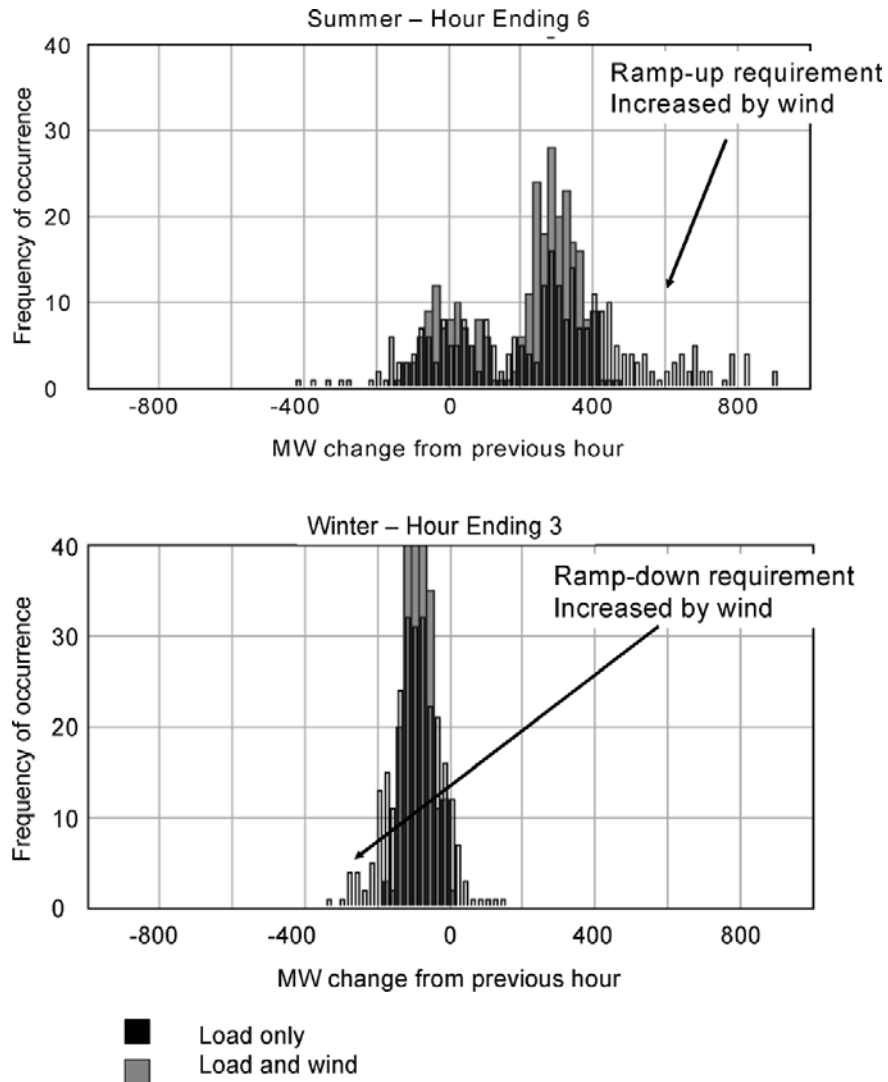 Summer – Hour Ending 6
Ramp-up requirement
Increased by wind
Frequency of occurrence
40
30
20
10
0
-800
-400
0
400
800
MW change from previous hour
Winter – Hour Ending 3
Ramp-down requirement
Increased by wind
Frequency of occurrence
40
30
20
10
0
-800
-400
0
400
800
MW change from previous hour
Load only
Load and wind